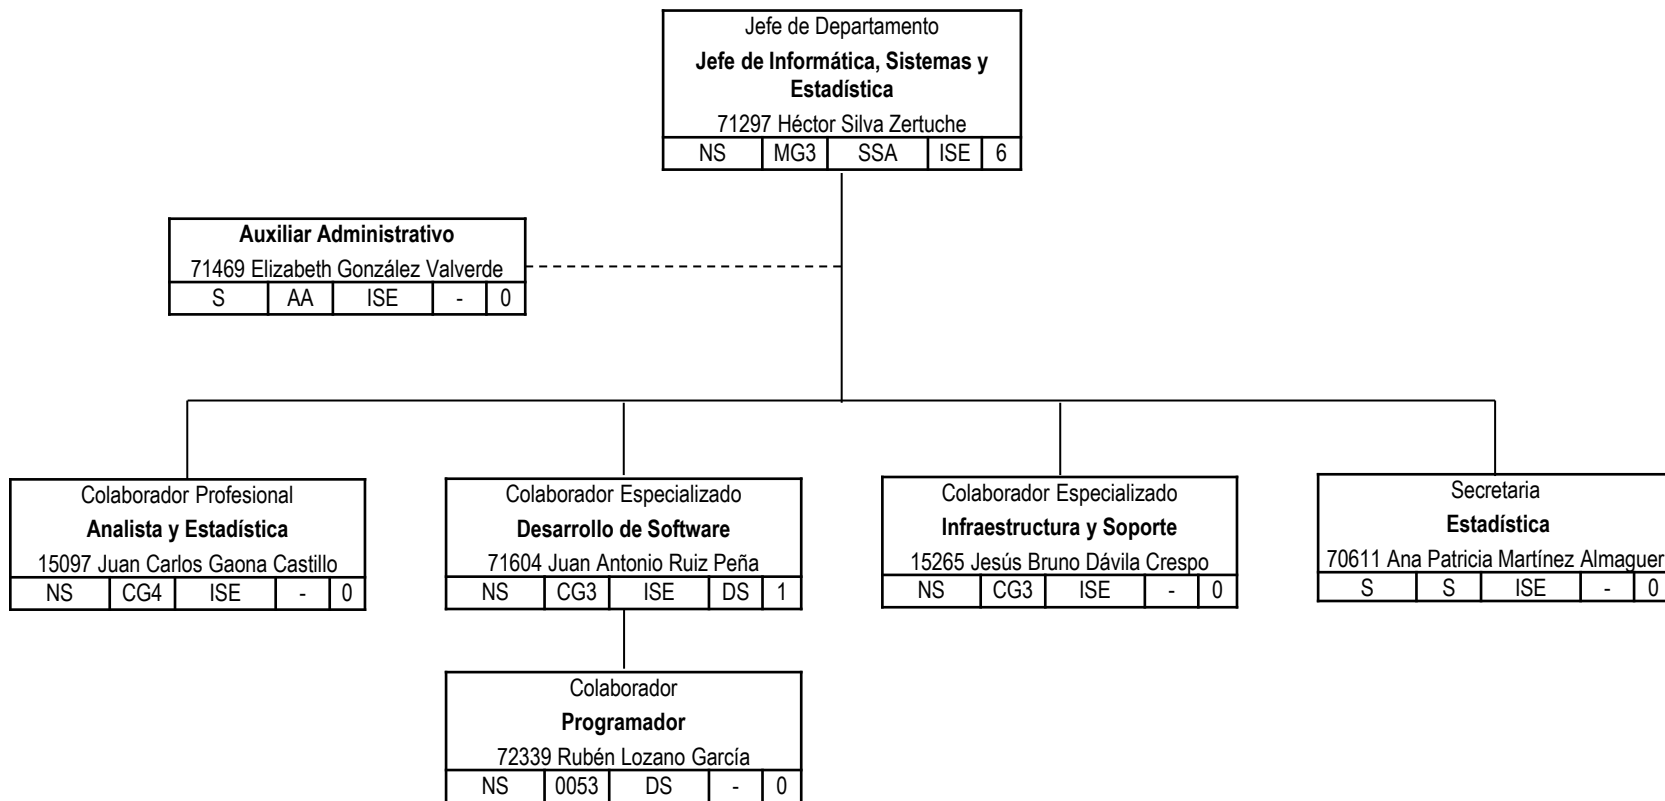 Jefe de Departamento
Jefe de Informática, Sistemas y
Estadística
71297 Héctor Silva Zertuche
NS MG3 SSA ISE 6
Auxiliar Administrativo
71469 Elizabeth González Valverde
S AA ISE - 0
Colaborador Profesional
Analista y Estadística
15097 Juan Carlos Gaona Castillo
NS CG4 ISE - 0
Colaborador Especializado
Desarrollo de Software
71604 Juan Antonio Ruiz Peña
NS CG3 ISE DS 1
Colaborador Especializado
Infraestructura y Soporte
15265 Jesús Bruno Dávila Crespo
NS CG3 ISE - 0
Secretaria
Estadística
70611 Ana Patricia Martínez Almaguer
S S ISE - 0
Colaborador
Programador
72339 Rubén Lozano García
NS 0053 DS - 0